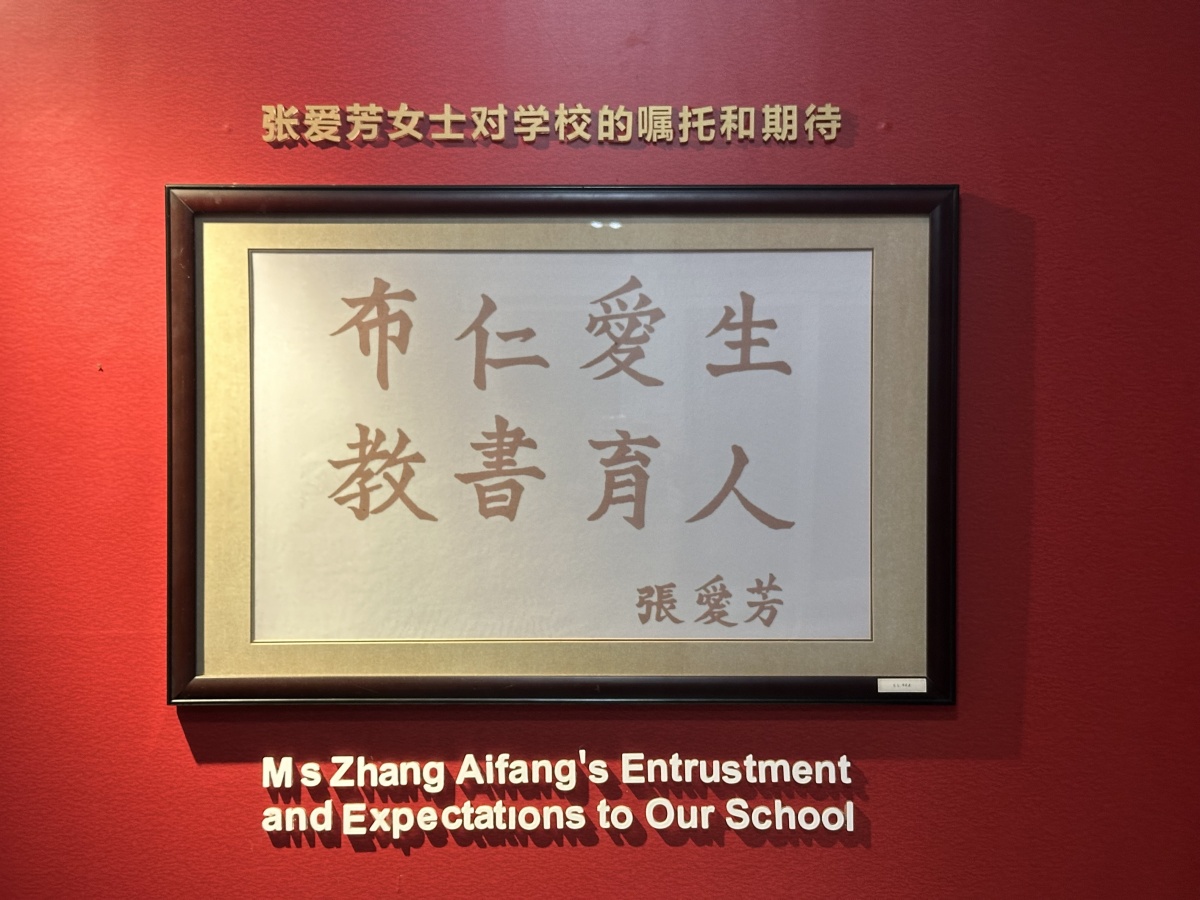 张爱芳女士对学校的嘱托和期待
布仁愛生
教書育人
張愛芳
Ms Zhang Aifang's Entrustment
and Expectations to Our School